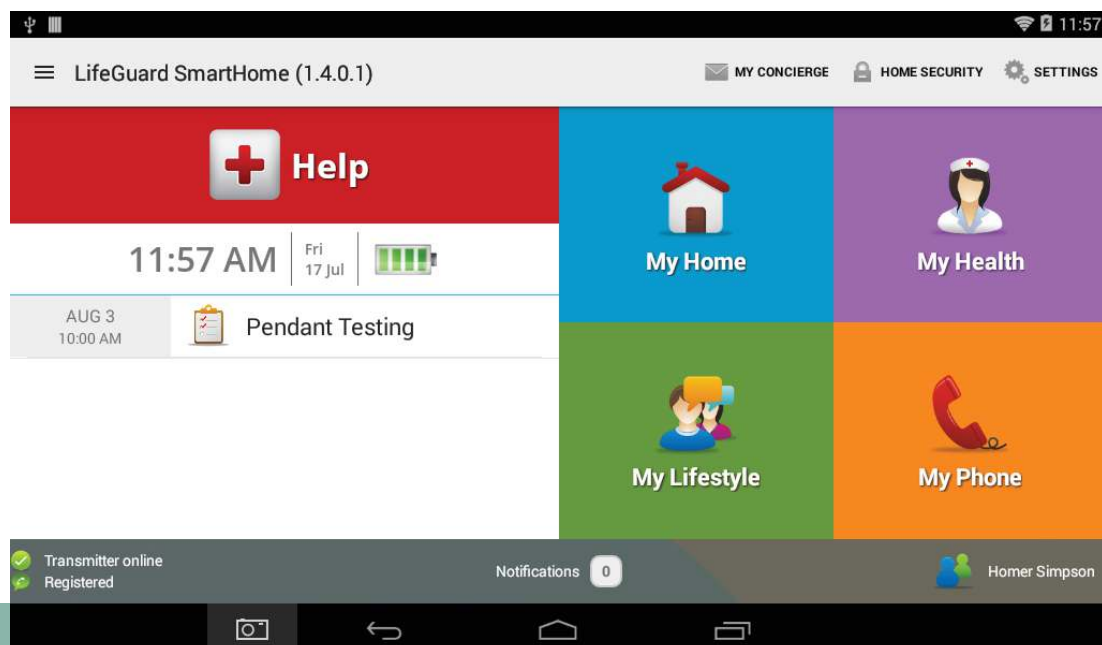 11:57
LifeGuard SmartHome (1.4.0.1)
MY CONCIERGE
HOME SECURITY
SETTINGS
Help
11:57 AM
Fri
17 Jul
AUG 3
10:00 AM
Pendant Testing
My Home
My Health
My Lifestyle
My Phone
Transmitter online
Registered
Notifications 0
Homer Simpson